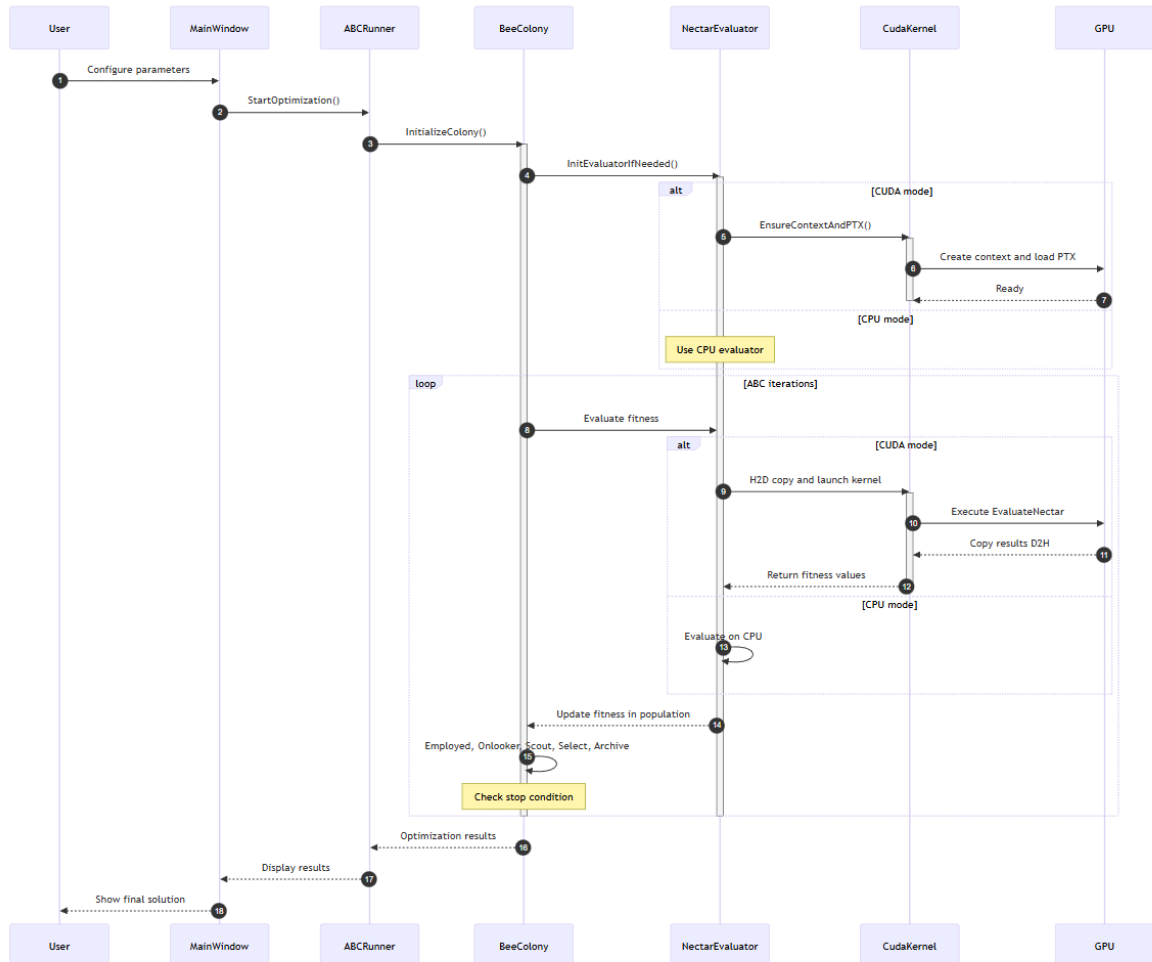 User MainWindow ABCRunner BeeColony NectarEvaluator CudaKernel GPU
1 Configure parameters
2 StartOptimization()
3 InitializeColony()
4 InitEvaluatorIfNeeded()
alt [CUDA mode]
5 EnsureContextAndPTX()
6 Create context and load PTX
Ready 7
[CPU mode]
Use CPU evaluator
loop [ABC iterations]
8 Evaluate fitness
alt [CUDA mode]
9 H2D copy and launch kernel
10 Execute EvaluateNectar
Copy results D2H 11
Return fitness values 12
[CPU mode]
Evaluate on CPU
13
Update fitness in population 14
Employed, Onlooker, Scout, Select, Archive
15
Check stop condition
Optimization results 16
Display results 17
Show final solution 18
User MainWindow ABCRunner BeeColony NectarEvaluator CudaKernel GPU